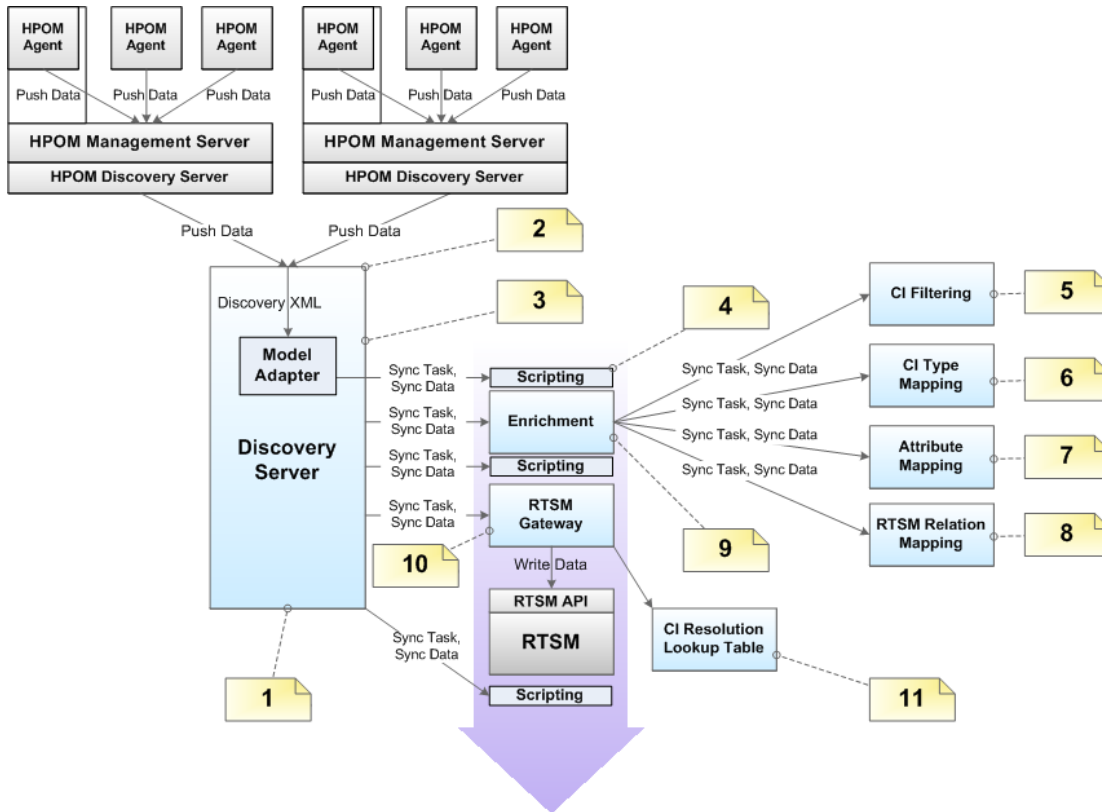 HPOM
Agent
HPOM
Agent
HPOM
Agent
HPOM
Agent
HPOM
Agent
HPOM
Agent
Push Data
Push Data
Push Data
Push Data
Push Data
Push Data
HPOM Management Server
HPOM Management Server
HPOM Discovery Server
HPOM Discovery Server
Push Data
Push Data
2
Discovery XML
3
4
CI Filtering
5
Model
Adapter
Sync Task,
Sync Data
Scripting
Sync Task, Sync Data
CI Type
Mapping
6
Sync Task,
Sync Data
Enrichment
Sync Task, Sync Data
Discovery
Server
Sync Task,
Sync Data
Scripting
Sync Task, Sync Data
Attribute
Mapping
7
Sync Task, Sync Data
Sync Task,
Sync Data
RTSM
Gateway
RTSM Relation
Mapping
8
9
10
Write Data
RTSM API
RTSM
CI Resolution
Lookup Table
Sync Task,
Sync Data
Scripting
1
11